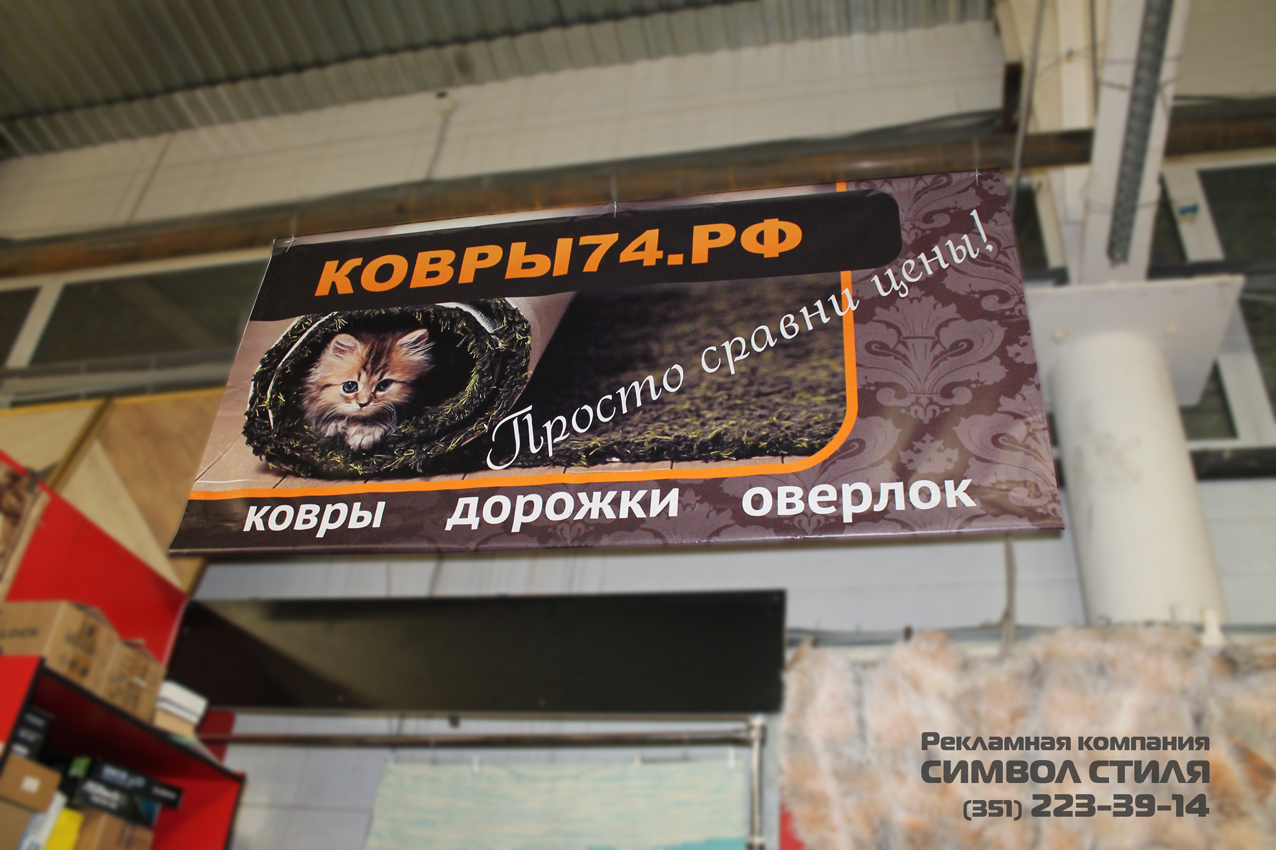 КОВРЫ74.РФ
Просто сравни цены!
ковры дорожки оверлок
Рекламная компания
СИМВОЛ СТИЛЯ
(351) 223-39-14